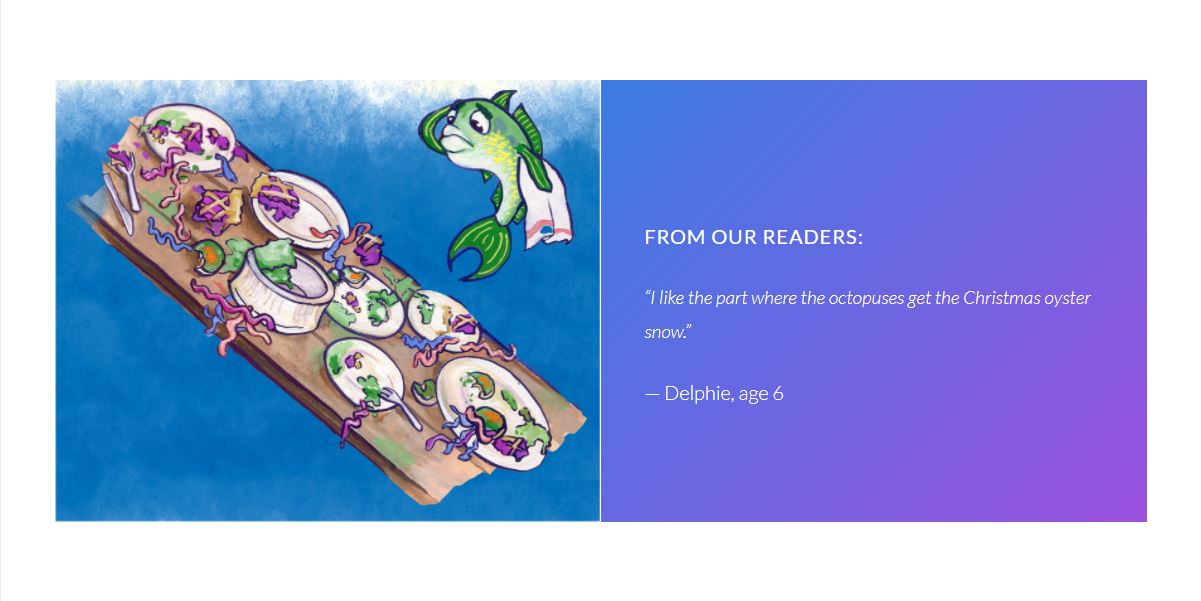 FROM OUR READERS:
“I like the part where the octopuses get the Christmas oyster
snow.”
— Delphie, age 6